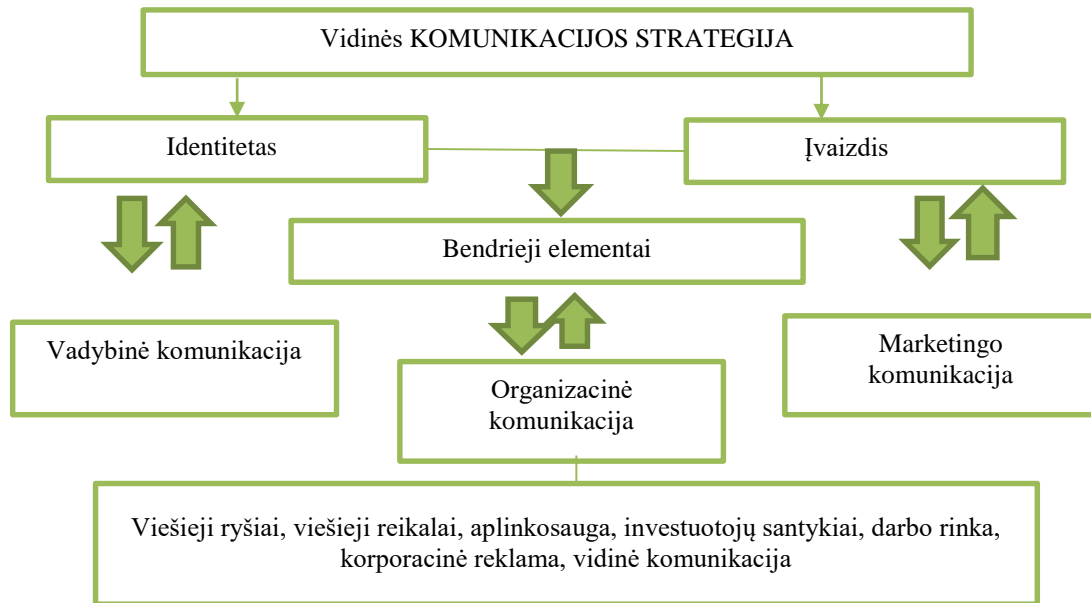 Vidinės KOMUNIKACIJOS STRATEGIJA
Identitetas
Įvaizdis
Bendrieji elementai
Vadybinė komunikacija
Marketingo
komunikacija
Organizacinė
komunikacija
Viešieji ryšiai, viešieji reikalai, aplinkosauga, investuotojų santykiai, darbo rinka,
korporacinė reklama, vidinė komunikacija